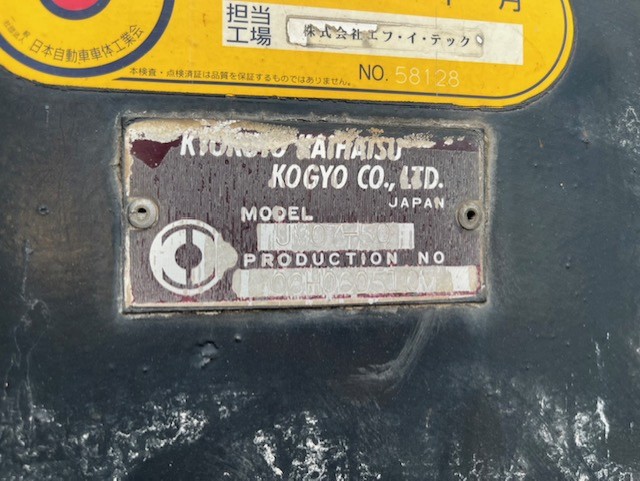 月
担当
工場
株式会社エフ・イ・テック
日本自動車車体工業会
本検査・点検済証は品質を保証するものではありません。
NO. 58128
KYOKUTO KAIHATSU
KOGYO CO., LTD.
JAPAN
MODEL
PRODUCTION NO